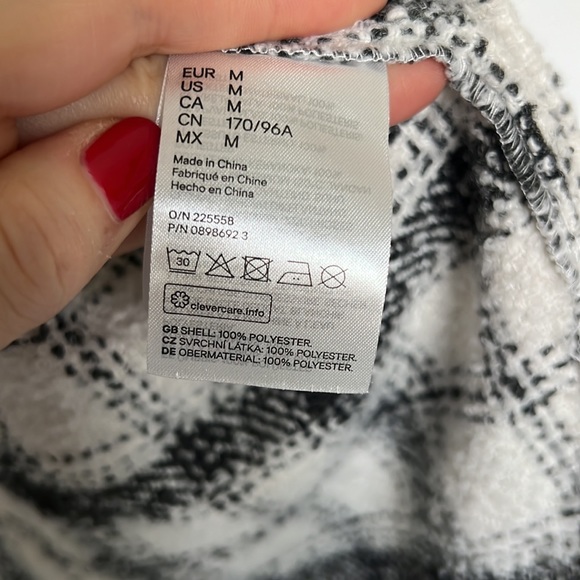 EUR M
US M
CA M
CN 170/96A
MX M
Made in China
Fabriqué en Chine
Hecho en China
O/N 225558
P/N 0898692 3
30
clevercare.info
GB SHELL: 100% POLYESTER.
CZ SVRCHNÍ LÁTKA: 100% POLYESTER.
DE OBERMATERIAL: 100% POLYESTER.